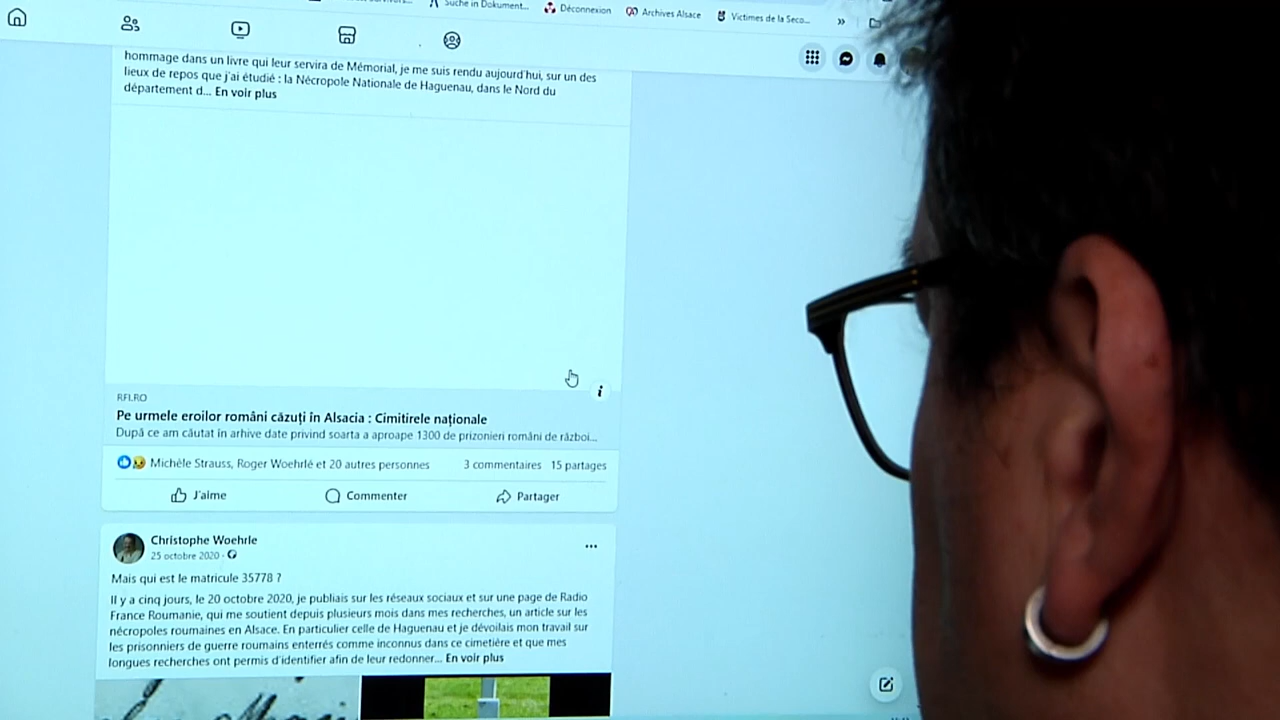 Suche in Dokument...
Déconnexion
Archives Alsace
Victimes de la Seco...
»
hommage dans un livre qui leur servira de Mémorial, je me suis rendu aujourd'hui, sur un des
lieux de repos que j'ai étudié : la Nécropole Nationale de Haguenau, dans le Nord du
département d... En voir plus
RFI.RO
Pe urmele eroilor români căzuți în Alsacia : Cimitirele naționale
După ce am căutat în arhive date privind soarta a aproape 1300 de prizonieri români de război...
Michèle Strauss, Roger Woehrlé et 20 autres personnes
3 commentaires 15 partages
J'aime
Commenter
Partager
Christophe Woehrle
25 octobre 2020 ·
Mais qui est le matricule 35778 ?
Il y a cinq jours, le 20 octobre 2020, je publiais sur les réseaux sociaux et sur une page de Radio
France Roumanie, qui me soutient depuis plusieurs mois dans mes recherches, un article sur les
nécropoles roumaines en Alsace. En particulier celle de Haguenau et je dévoilais mon travail sur
les prisonniers de guerre roumains enterrés comme inconnus dans ce cimetière et que mes
longues recherches ont permis d'identifier afin de leur redonner... En voir plus